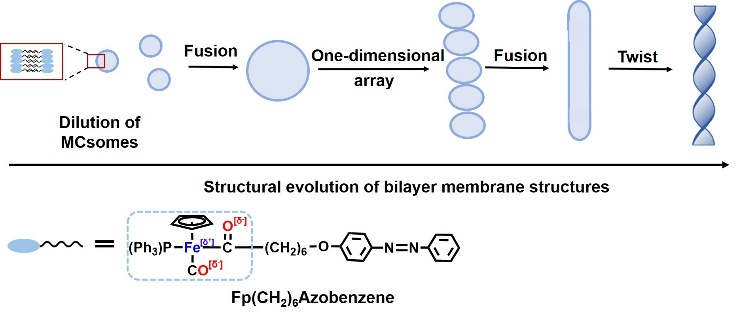 Fusion
One-dimensional
array
Fusion
Twist
Dilution of
MCsomes
Structural evolution of bilayer membrane structures
O[δ-]
(Ph3)P Fe[δ+] C (CH2)6 O N=N
CO[δ-]
Fp(CH2)6Azobenzene